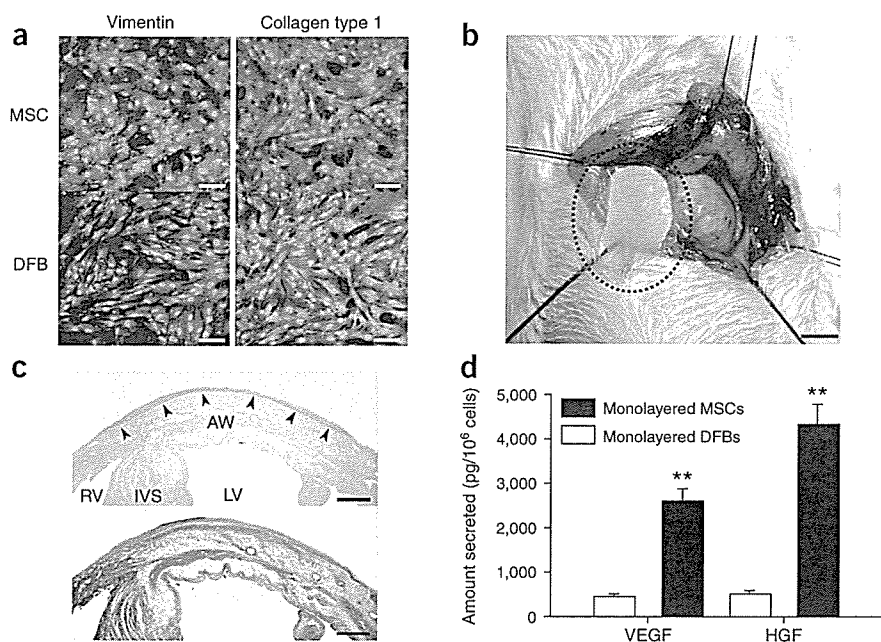 a
Vimentin
Collagen type 1
MSC
DFB
b
c
AW
RV
IVS
LV
d
Amount secreted (pg/10⁶ cells)
5,000
4,000
3,000
2,000
1,000
0
Monolayered MSCs
Monolayered DFBs
**
**
VEGF
HGF